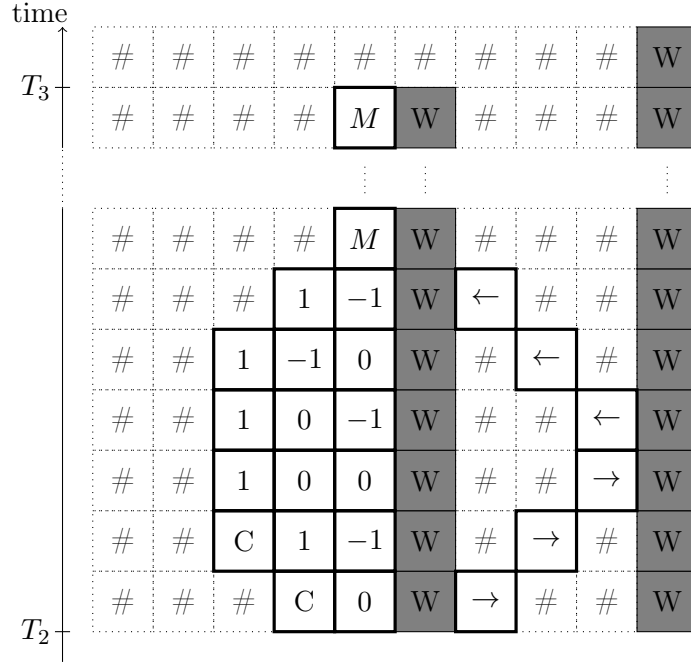 time
# # # # # # # # # W
T₃
# # # # M W # # # W
# # # # M W # # # W
# # # 1 −1 W ← # # W
# # 1 −1 0 W # ← # W
# # 1 0 −1 W # # ← W
# # 1 0 0 W # # → W
# # C 1 −1 W # → # W
# # # C 0 W → # # W
T₂